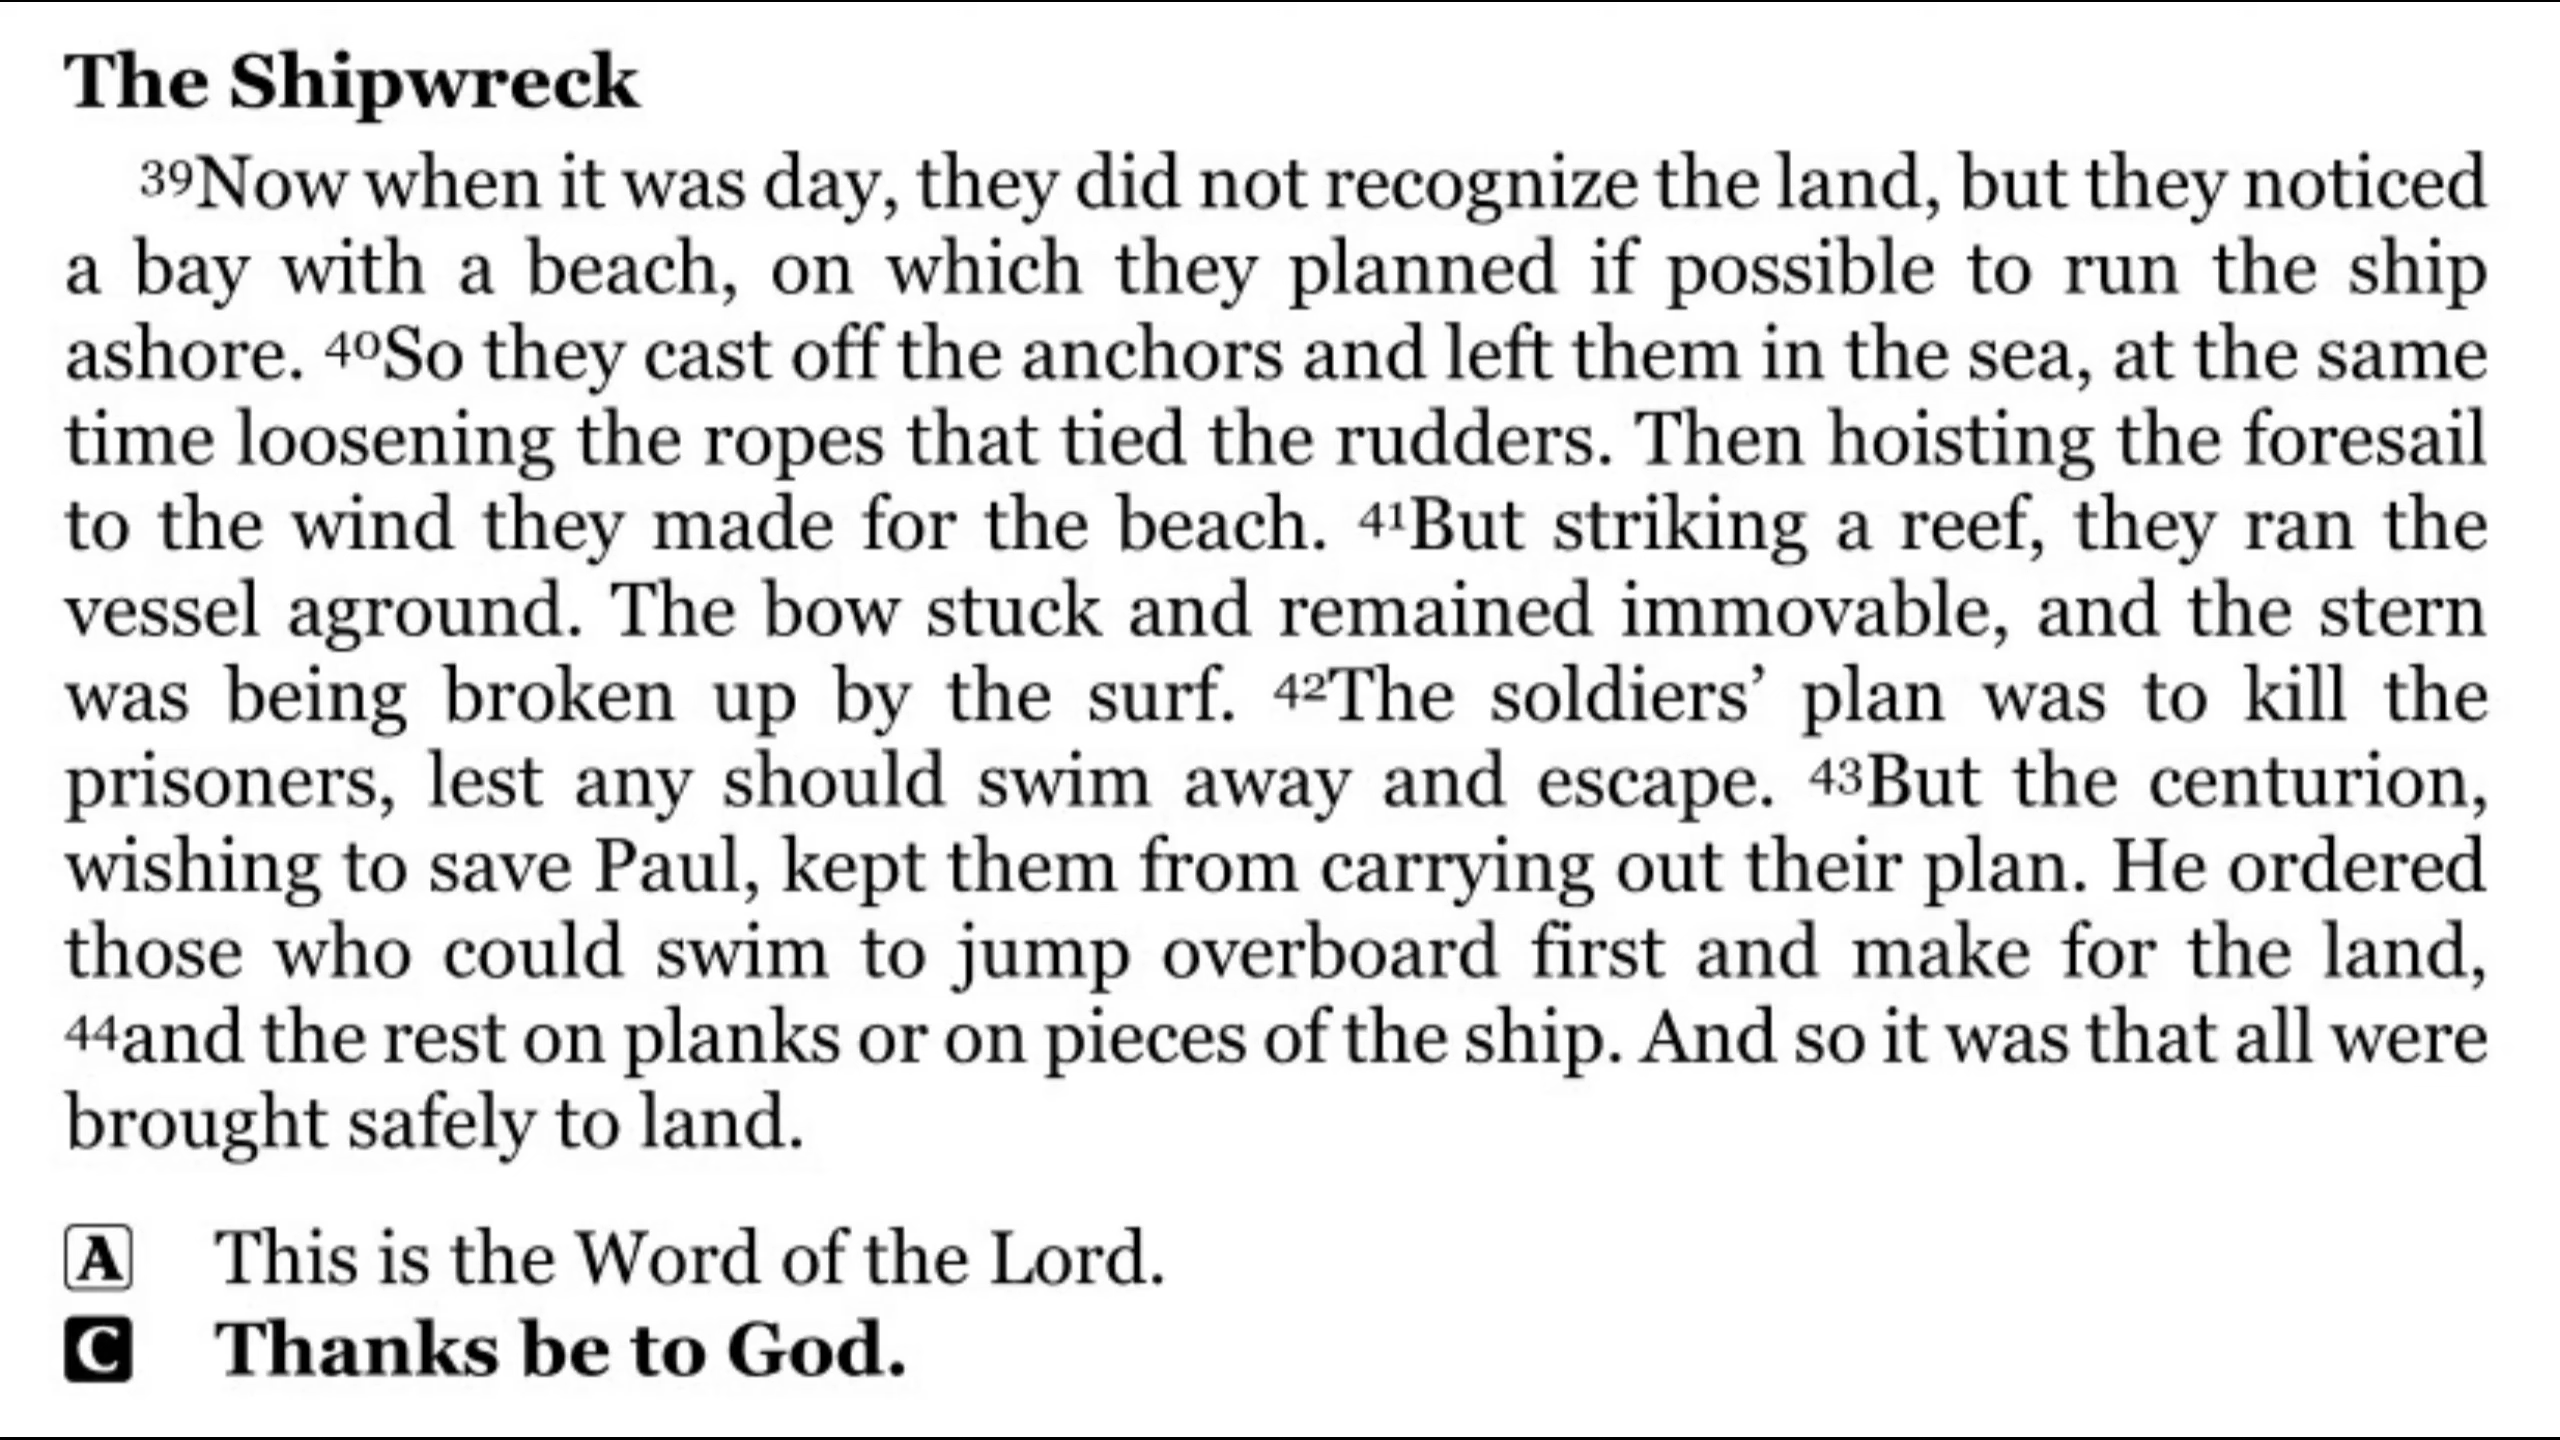 The Shipwreck
39Now when it was day, they did not recognize the land, but they noticed
a bay with a beach, on which they planned if possible to run the ship
ashore. 40So they cast off the anchors and left them in the sea, at the same
time loosening the ropes that tied the rudders. Then hoisting the foresail
to the wind they made for the beach. 41But striking a reef, they ran the
vessel aground. The bow stuck and remained immovable, and the stern
was being broken up by the surf. 42The soldiers’ plan was to kill the
prisoners, lest any should swim away and escape. 43But the centurion,
wishing to save Paul, kept them from carrying out their plan. He ordered
those who could swim to jump overboard first and make for the land,
44and the rest on planks or on pieces of the ship. And so it was that all were
brought safely to land.
A This is the Word of the Lord.
C Thanks be to God.